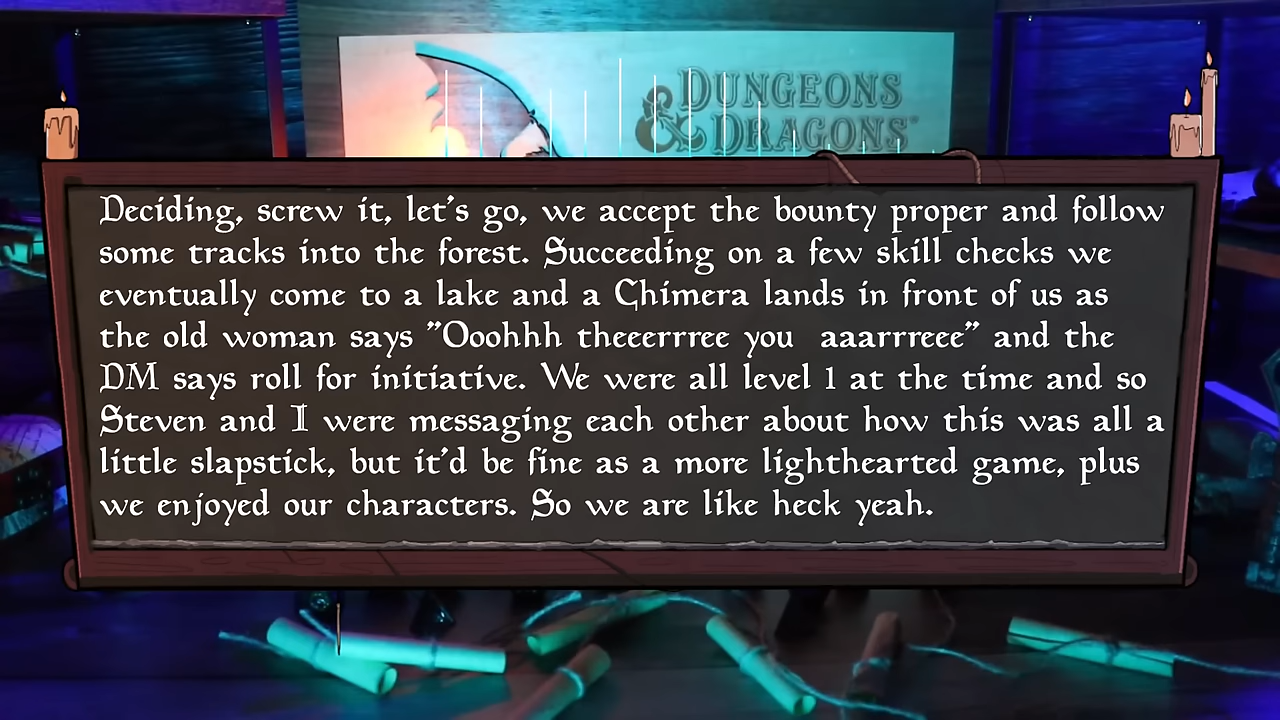 DUNGEONS
& DRAGONS
Deciding, screw it, let's go, we accept the bounty proper and follow
some tracks into the forest. Succeeding on a few skill checks we
eventually come to a lake and a Chimera lands in front of us as
the old woman says "Ooohhh theeerrree you aaarrreee" and the
DM says roll for initiative. We were all level 1 at the time and so
Steven and I were messaging each other about how this was all a
little slapstick, but it'd be fine as a more lighthearted game, plus
we enjoyed our characters. So we are like heck yeah.